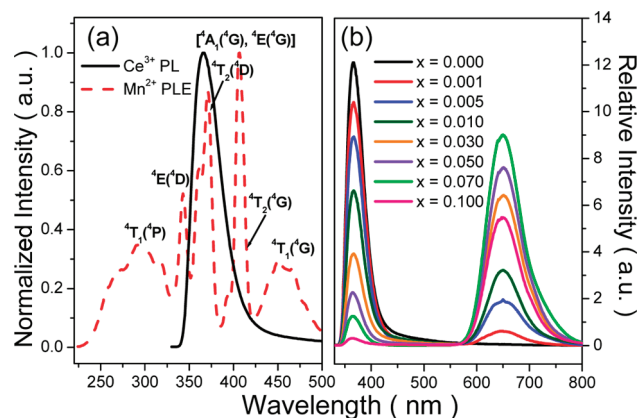 (a)
[⁴A₁(⁴G), ⁴E(⁴G)]
Ce³⁺ PL
Mn²⁺ PLE
⁴T₂(⁴D)
⁴E(⁴D)
⁴T₂(⁴G)
⁴T₁(⁴P)
⁴T₁(⁴G)
Normalized Intensity ( a.u. )
1.0
0.8
0.6
0.4
0.2
0.0
250 300 350 400 450 500
(b)
x = 0.000
x = 0.001
x = 0.005
x = 0.010
x = 0.030
x = 0.050
x = 0.070
x = 0.100
14
12
10
8
6
4
2
0
Relative Intensity ( a.u. )
400 500 600 700 800
Wavelength ( nm )